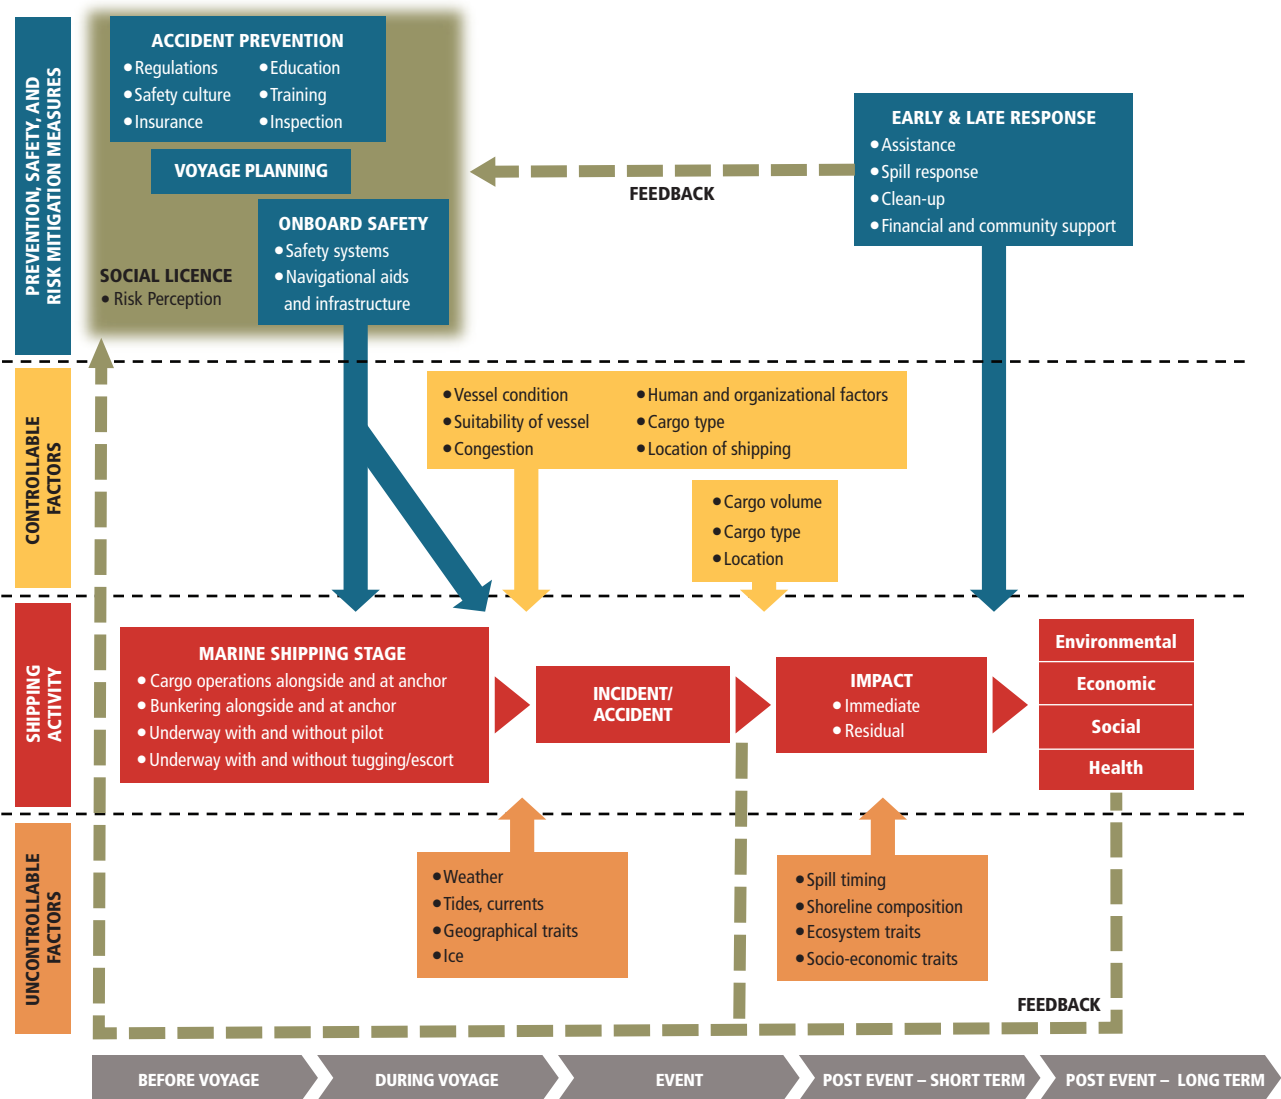 PREVENTION, SAFETY, AND
RISK MITIGATION MEASURES
ACCIDENT PREVENTION
• Regulations
• Safety culture
• Insurance
• Education
• Training
• Inspection
VOYAGE PLANNING
ONBOARD SAFETY
• Safety systems
• Navigational aids
and infrastructure
SOCIAL LICENCE
• Risk Perception
FEEDBACK
EARLY & LATE RESPONSE
• Assistance
• Spill response
• Clean-up
• Financial and community support
CONTROLLABLE
FACTORS
• Vessel condition
• Suitability of vessel
• Congestion
• Human and organizational factors
• Cargo type
• Location of shipping
• Cargo volume
• Cargo type
• Location
SHIPPING
ACTIVITY
MARINE SHIPPING STAGE
• Cargo operations alongside and at anchor
• Bunkering alongside and at anchor
• Underway with and without pilot
• Underway with and without tugging/escort
INCIDENT/
ACCIDENT
IMPACT
• Immediate
• Residual
Environmental
Economic
Social
Health
UNCONTROLLABLE
FACTORS
• Weather
• Tides, currents
• Geographical traits
• Ice
• Spill timing
• Shoreline composition
• Ecosystem traits
• Socio-economic traits
FEEDBACK
BEFORE VOYAGE
DURING VOYAGE
EVENT
POST EVENT – SHORT TERM
POST EVENT – LONG TERM